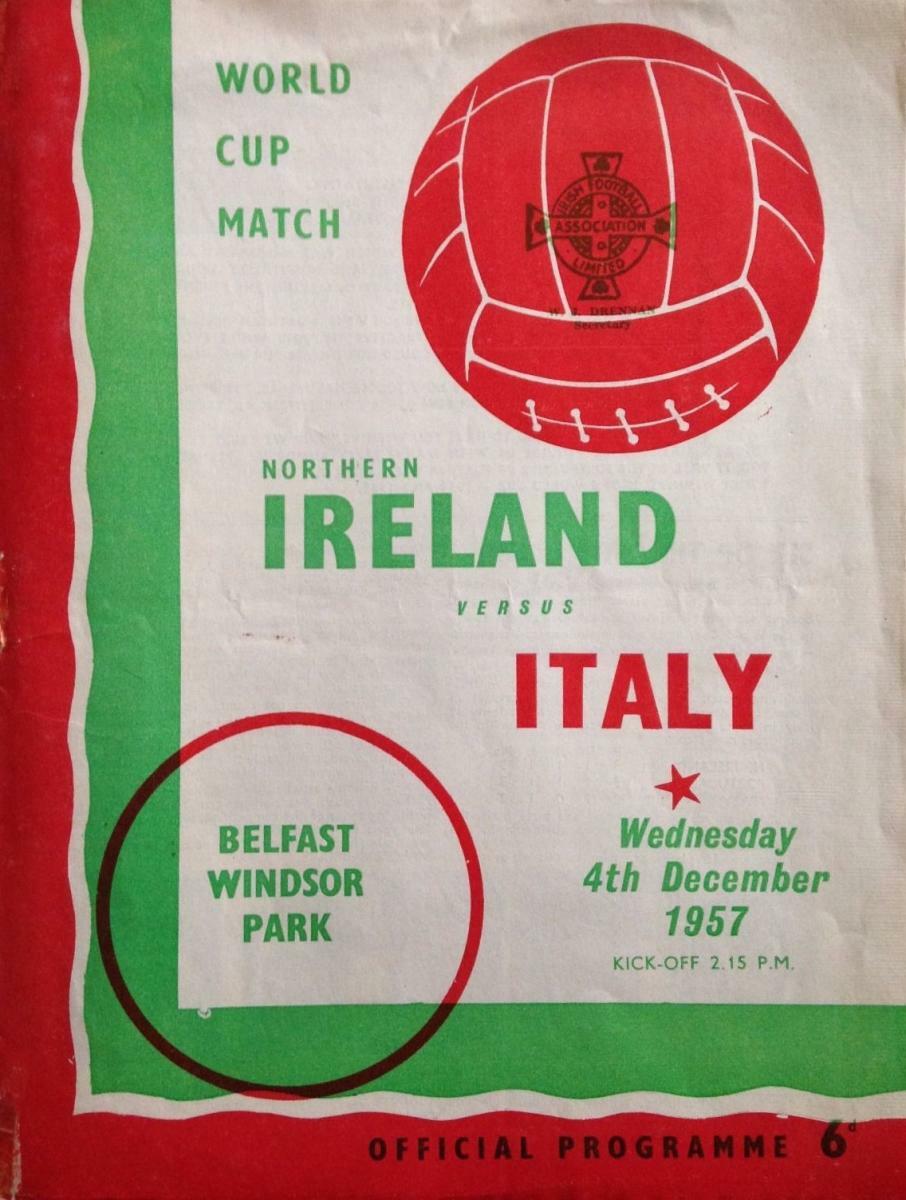 WORLD
CUP
MATCH
IRISH FOOTBALL
ASSOCIATION
LIMITED
W. J. DRENNAN
Secretary
NORTHERN
IRELAND
VERSUS
ITALY
BELFAST
WINDSOR
PARK
Wednesday
4th December
1957
KICK-OFF 2.15 P.M.
OFFICIAL PROGRAMME 6d